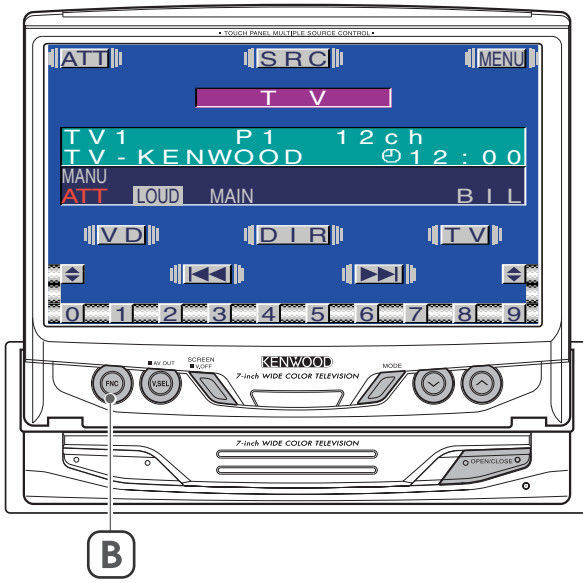 • TOUCH PANEL MULTIPLE SOURCE CONTROL •
ATT SRC MENU
TV
TV1 P1 12ch
TV-KENWOOD 12:00
MANU
ATT LOUD MAIN BIL
VD DIR TV
0 1 2 3 4 5 6 7 8 9
■ AV OUT SCREEN KENWOOD
■ V.OFF 7-inch WIDE COLOR TELEVISION MODE
FNC V.SEL
7-inch WIDE COLOR TELEVISION
OPEN/CLOSE
B